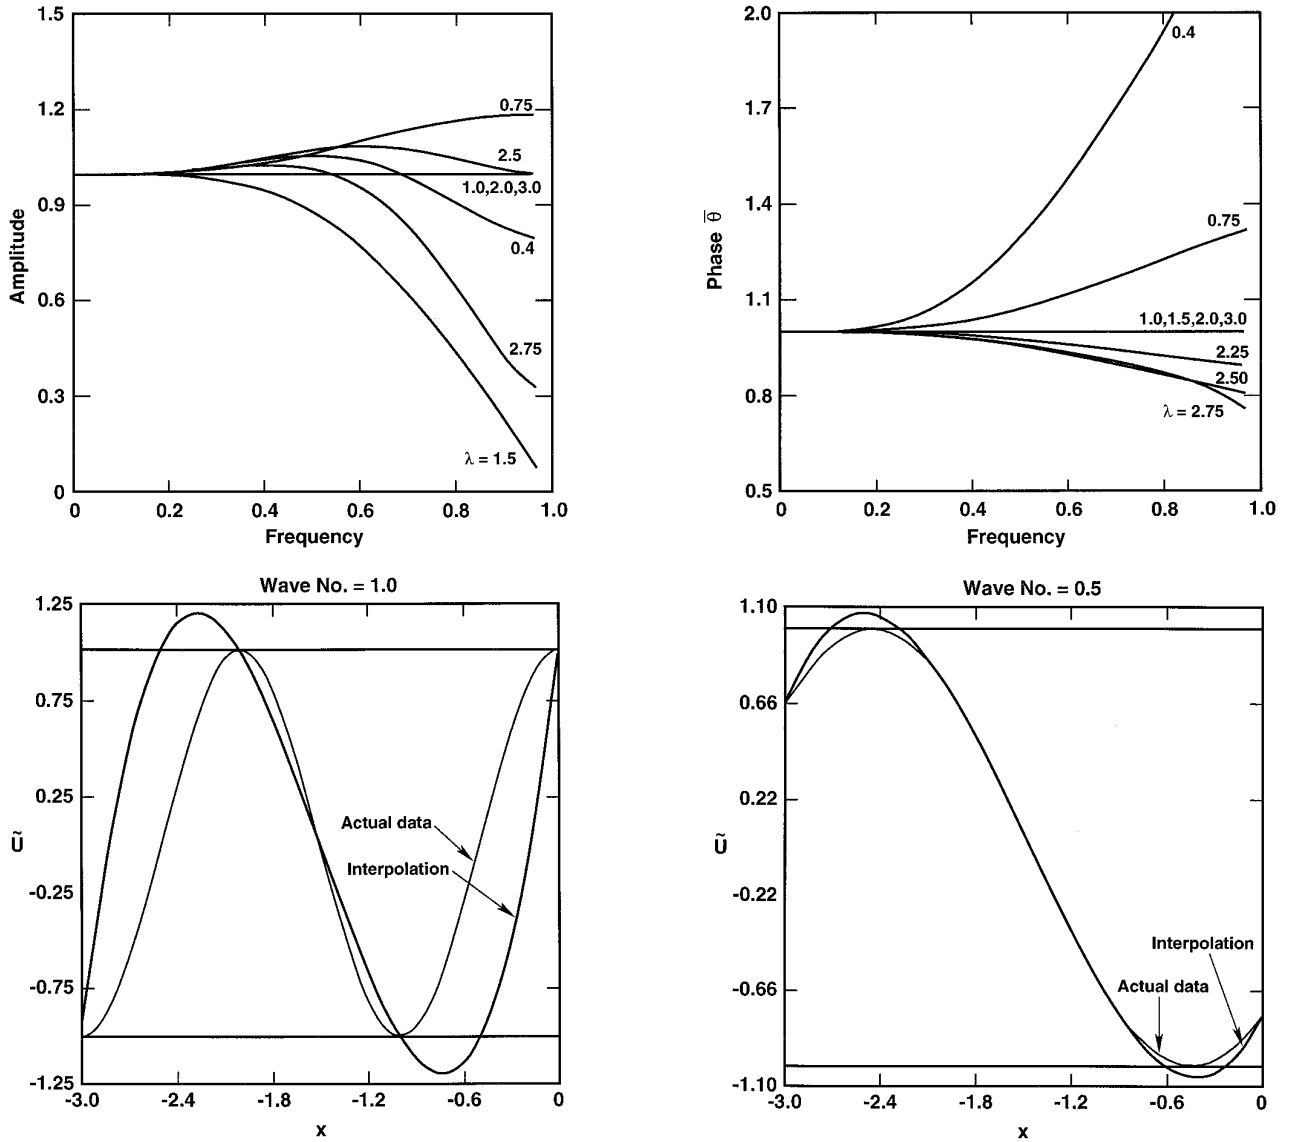 1.5
1.2
0.9
0.6
0.3
0
Amplitude
0.75
2.5
1.0,2.0,3.0
0.4
2.75
λ = 1.5
0 0.2 0.4 0.6 0.8 1.0
Frequency
2.0
1.7
1.4
1.1
0.8
0.5
Phase θ̅
0.4
0.75
1.0,1.5,2.0,3.0
2.25
2.50
λ = 2.75
0 0.2 0.4 0.6 0.8 1.0
Frequency
Wave No. = 1.0
1.25
0.75
0.25
-0.25
-0.75
-1.25
Ũ
Actual data
Interpolation
-3.0 -2.4 -1.8 -1.2 -0.6 0
x
Wave No. = 0.5
1.10
0.66
0.22
-0.22
-0.66
-1.10
Ũ
Interpolation
Actual data
-3.0 -2.4 -1.8 -1.2 -0.6 0
x